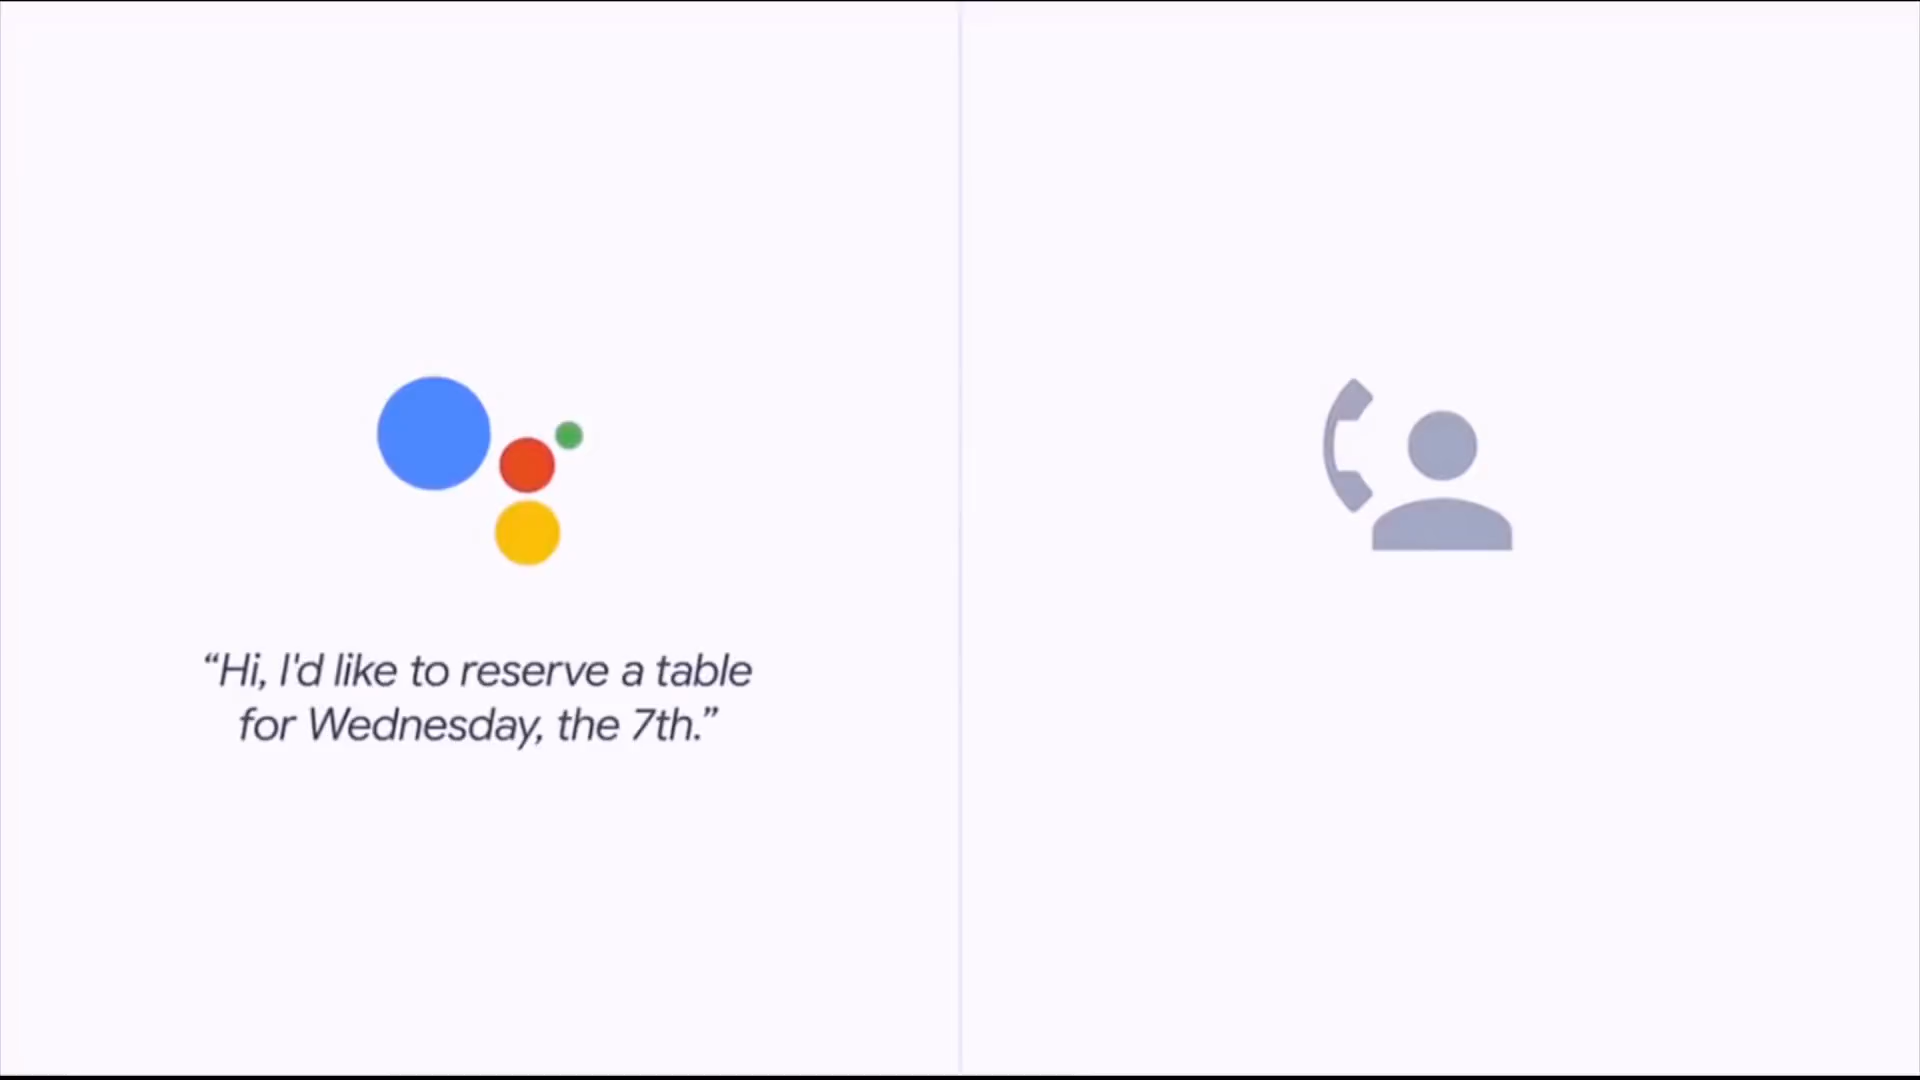 “Hi, I'd like to reserve a table
for Wednesday, the 7th.”